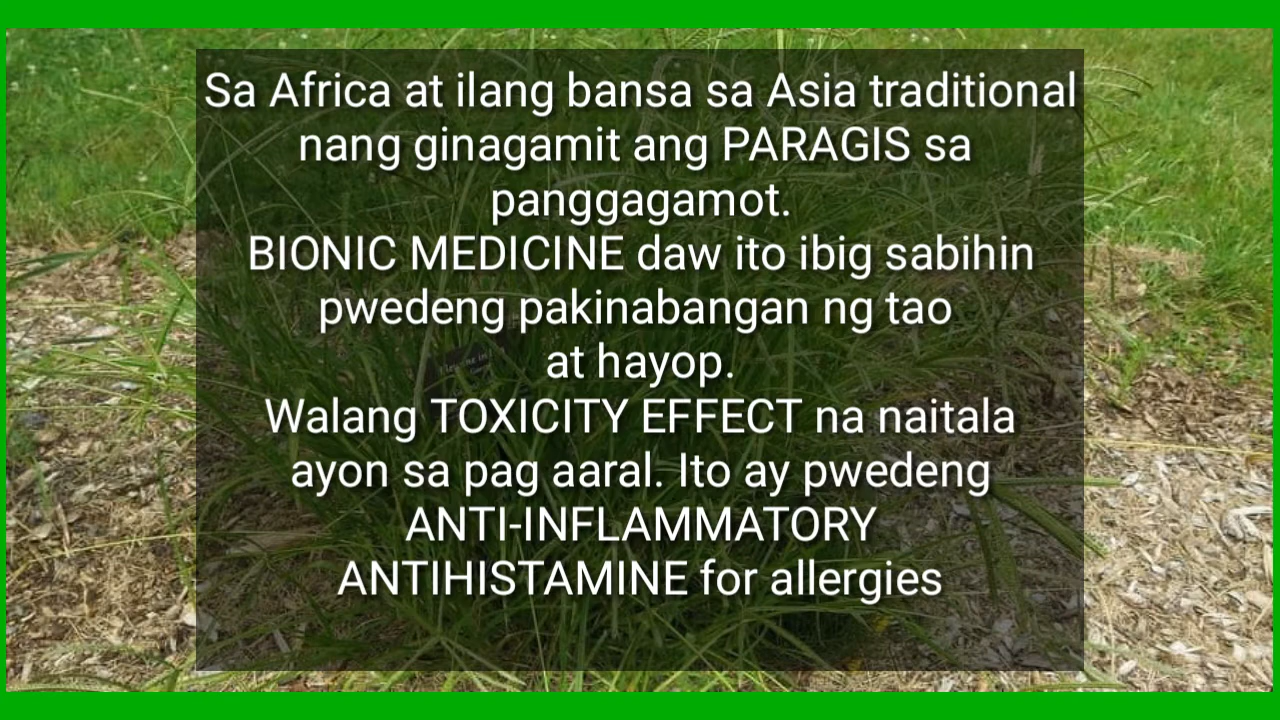 Sa Africa at ilang bansa sa Asia traditional
nang ginagamit ang PARAGIS sa
panggagamot.
BIONIC MEDICINE daw ito ibig sabihin
pwedeng pakinabangan ng tao
at hayop.
Walang TOXICITY EFFECT na naitala
ayon sa pag aaral. Ito ay pwedeng
ANTI-INFLAMMATORY
ANTIHISTAMINE for allergies